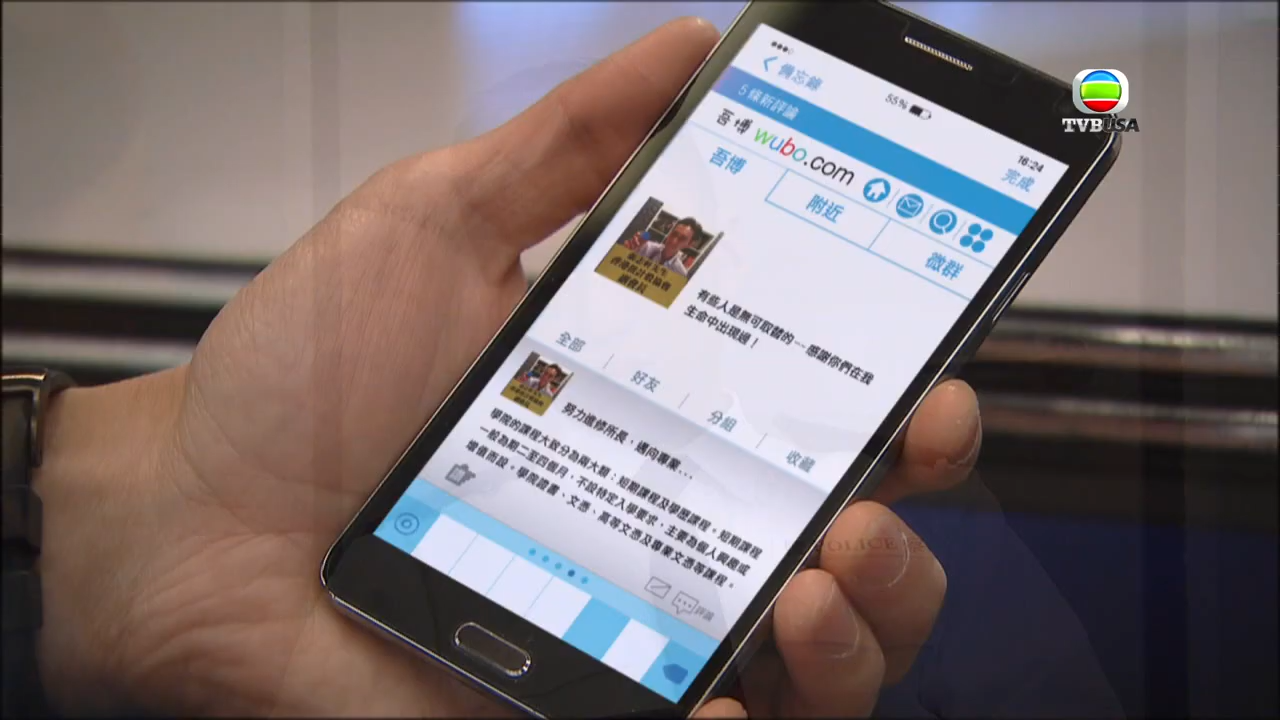 TVBUSA
55%
16:24
備忘錄
完成
5 條新評論
吾博 wubo.com
吾博
附近
微群
有些人是無可取替的⋯感謝你們在我
生命中出現過！
全部
好友
分組
收藏
努力進修所長，邁向專業...
學院的課程大致分為兩大類：短期課程及學歷課程。短期課程
一般為期二至四個月，不設特定入學要求，主要為個人興趣或
增值而設。學院證書、文憑、高等文憑及專業文憑等課程。
評論
POLICE